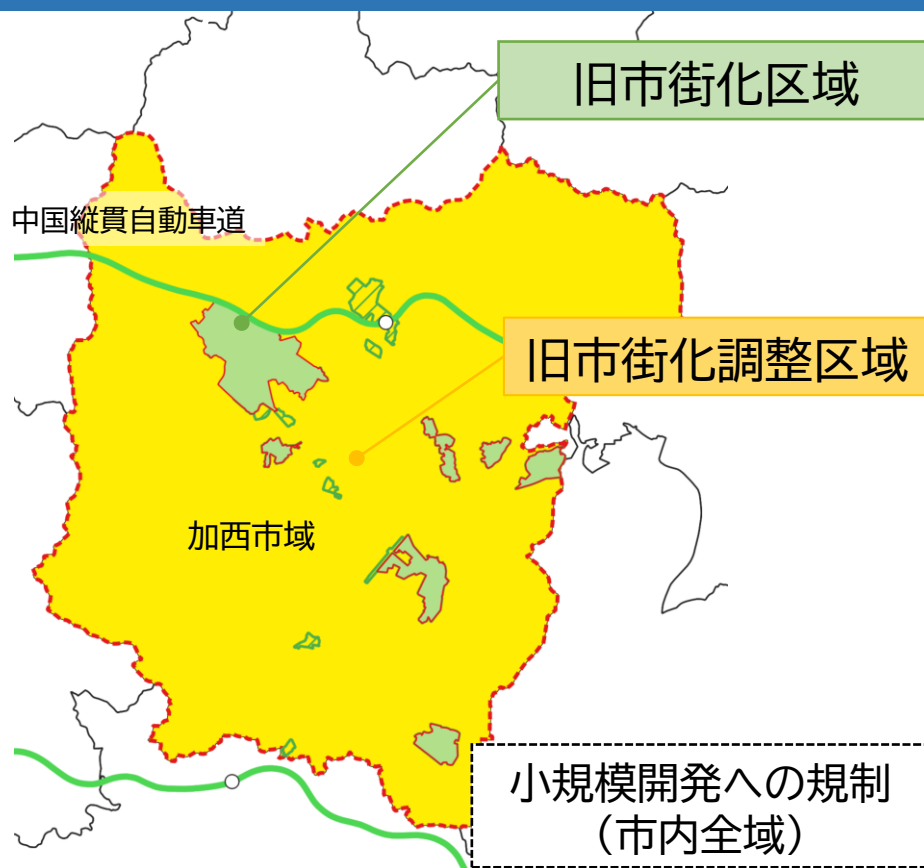 旧市街化区域
中国縦貫自動車道
旧市街化調整区域
加西市域
小規模開発への規制
（市内全域）